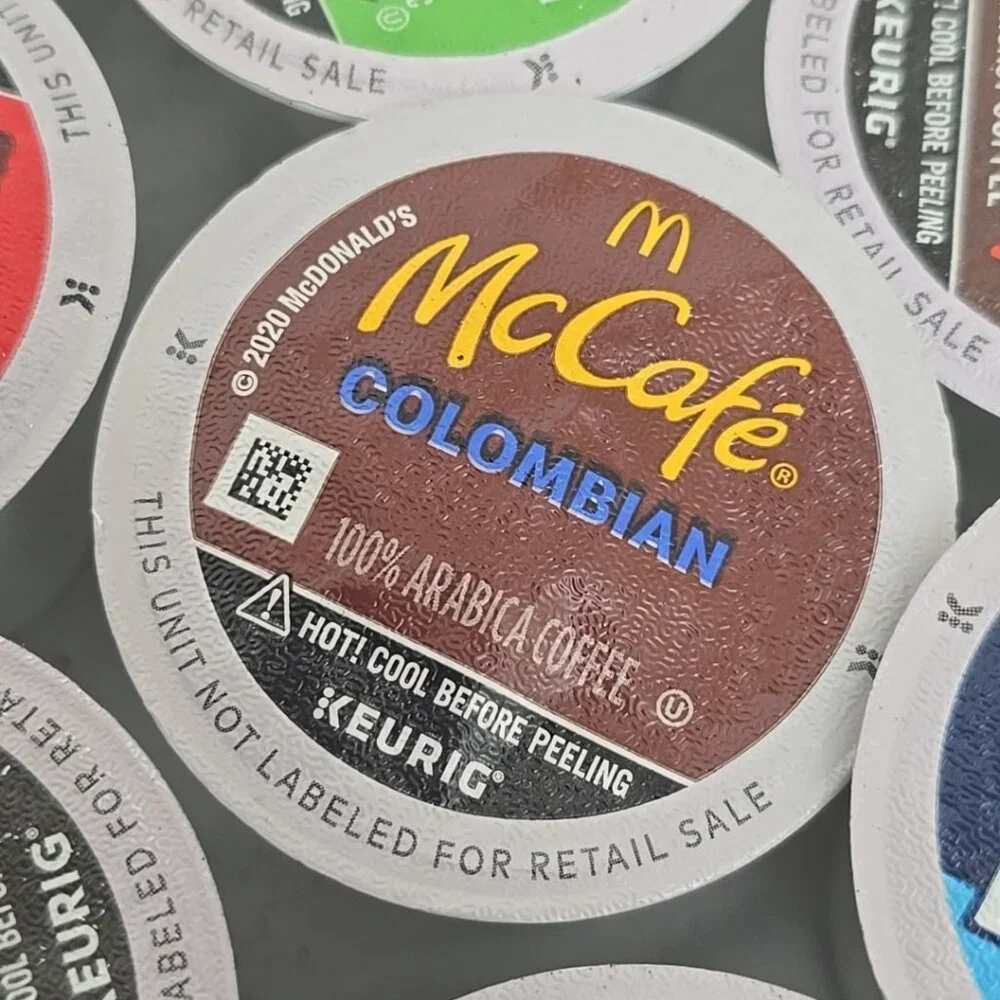 RETAIL SALE
THIS UNIT
KEURIG®
COOL BEFORE PEELING
LABELED FOR RETAIL SALE
© 2020 McDONALD'S
McCafé®
COLOMBIAN
100% ARABICA COFFEE
U
HOT! COOL BEFORE PEELING
KEURIG®
THIS UNIT NOT LABELED FOR RETAIL SALE
KEURIG®
LABELED FOR RETA